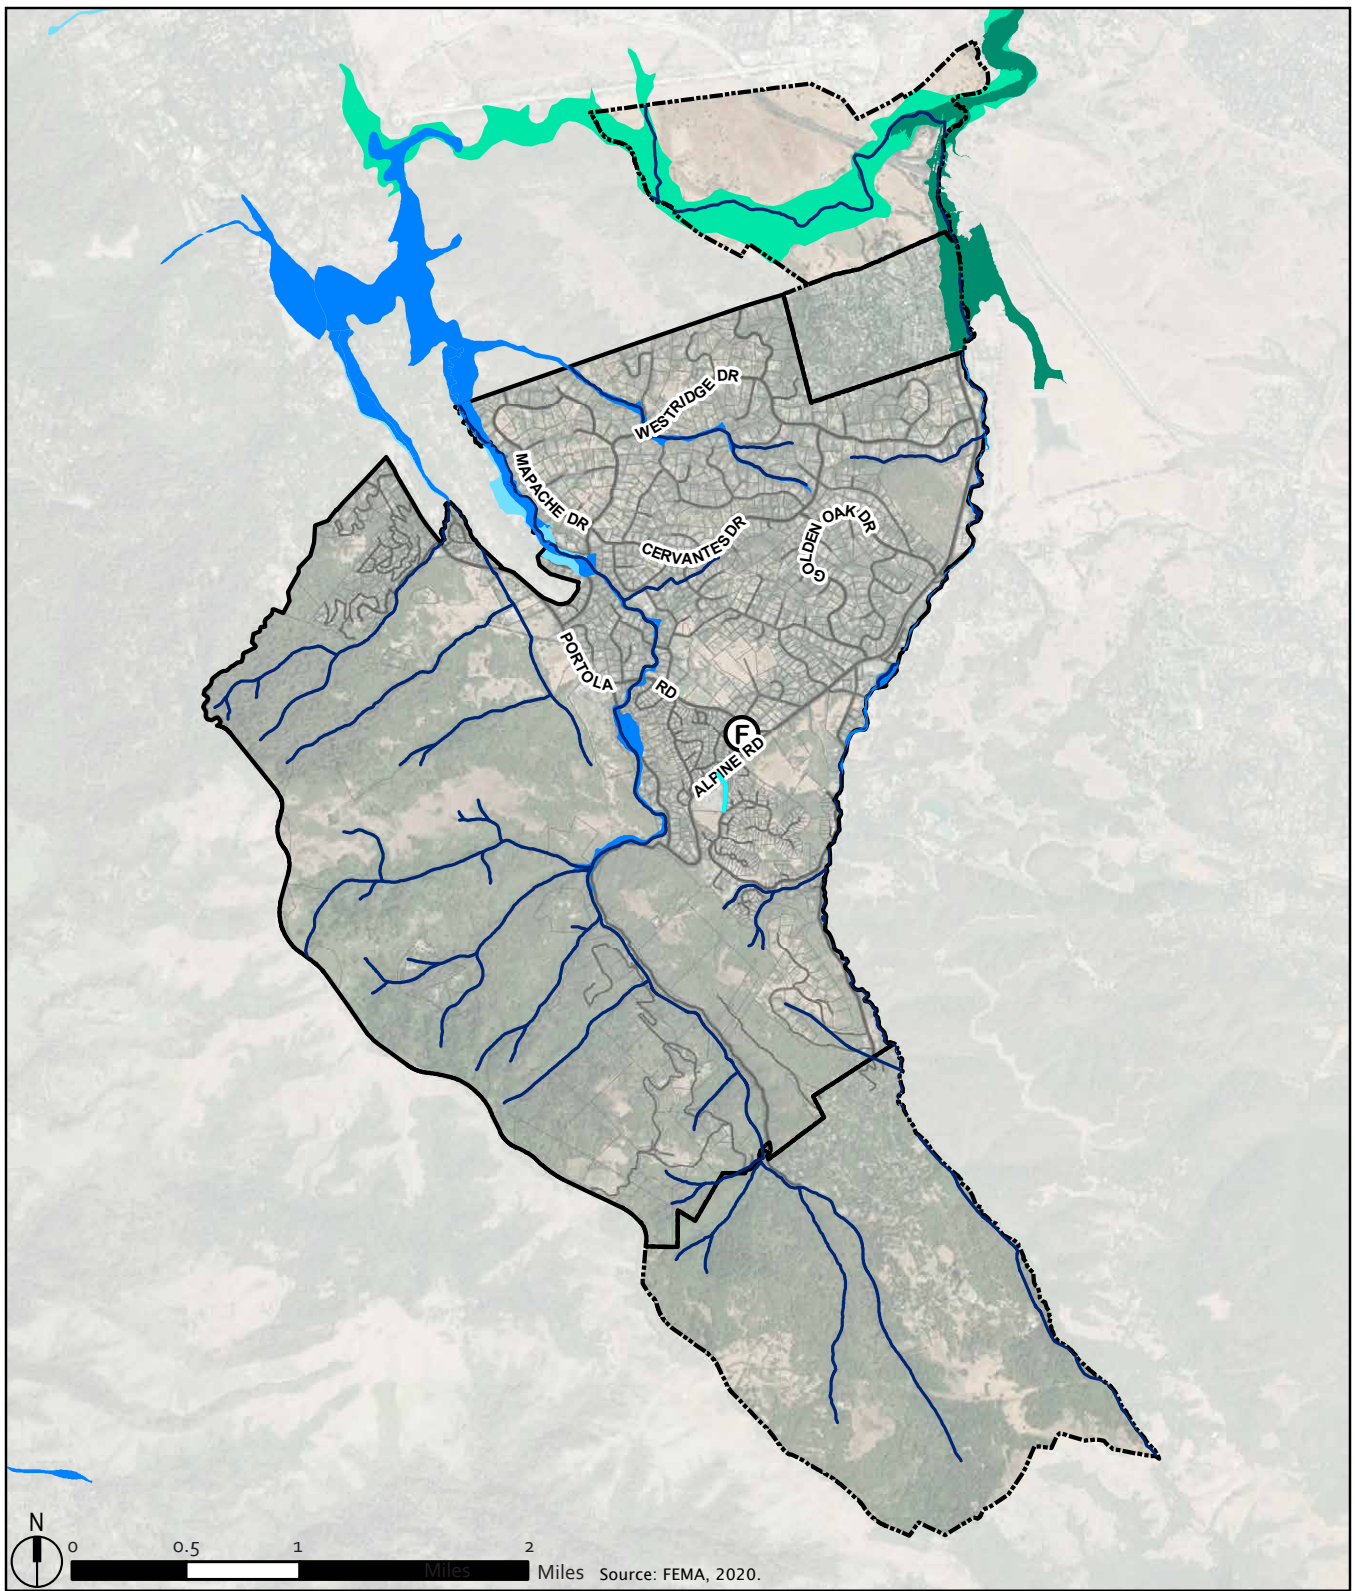 WESTRIDGE DR
MAPACHE DR
CERVANTES DR
GOLDEN OAK DR
PORTOLA RD
F
ALPINE RD
N
0 0.5 1 2
Miles Miles Source: FEMA, 2020.